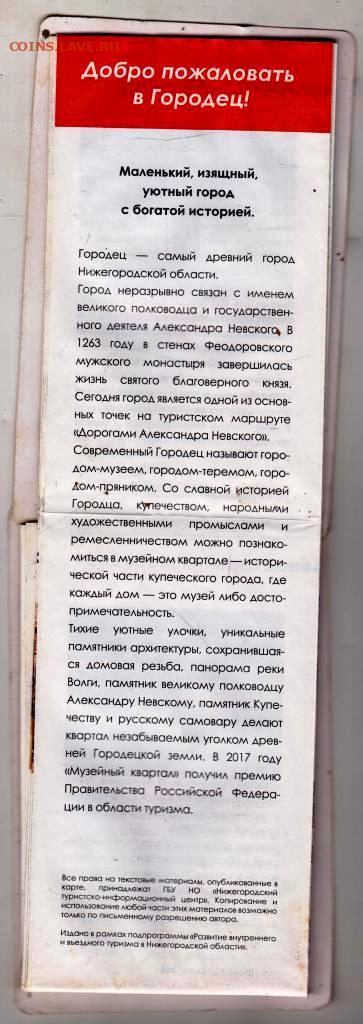 COINS.LAVE.RU
Добро пожаловать
в Городец!
Маленький, изящный,
уютный город
с богатой историей.
Городец — самый древний город
Нижегородской области.
Город неразрывно связан с именем
великого полководца и государствен-
ного деятеля Александра Невского. В
1263 году в стенах Феодоровского
мужского монастыря завершилась
жизнь святого благоверного князя.
Сегодня город является одной из основ-
ных точек на туристском маршруте
«Дорогами Александра Невского».
Современный Городец называют горо-
дом-музеем, городом-теремом, горо-
дом-пряником. Со славной историей
Городца, купечеством, народными
художественными промыслами и
ремесленничеством можно познако-
миться в музейном квартале — истори-
ческой части купеческого города, где
каждый дом — это музей либо досто-
примечательность.
Тихие уютные улочки, уникальные
памятники архитектуры, сохранивша-
яся домовая резьба, панорама реки
Волги, памятник великому полководцу
Александру Невскому, памятник Купе-
честву и русскому самовару делают
квартал незабываемым уголком древ-
ней Городецкой земли. В 2017 году
«Музейный квартал» получил премию
Правительства Российской Федера-
ции в области туризма.
Все права на текстовые материалы, опубликованные в
карте, принадлежат ГБУ НО «Нижегородский
туристско-информационный центр». Копирование и
использование любой части этих материалов возможно
только по письменному разрешению автора.
Издано в рамках подпрограммы «Развитие внутреннего
и въездного туризма в Нижегородской области».